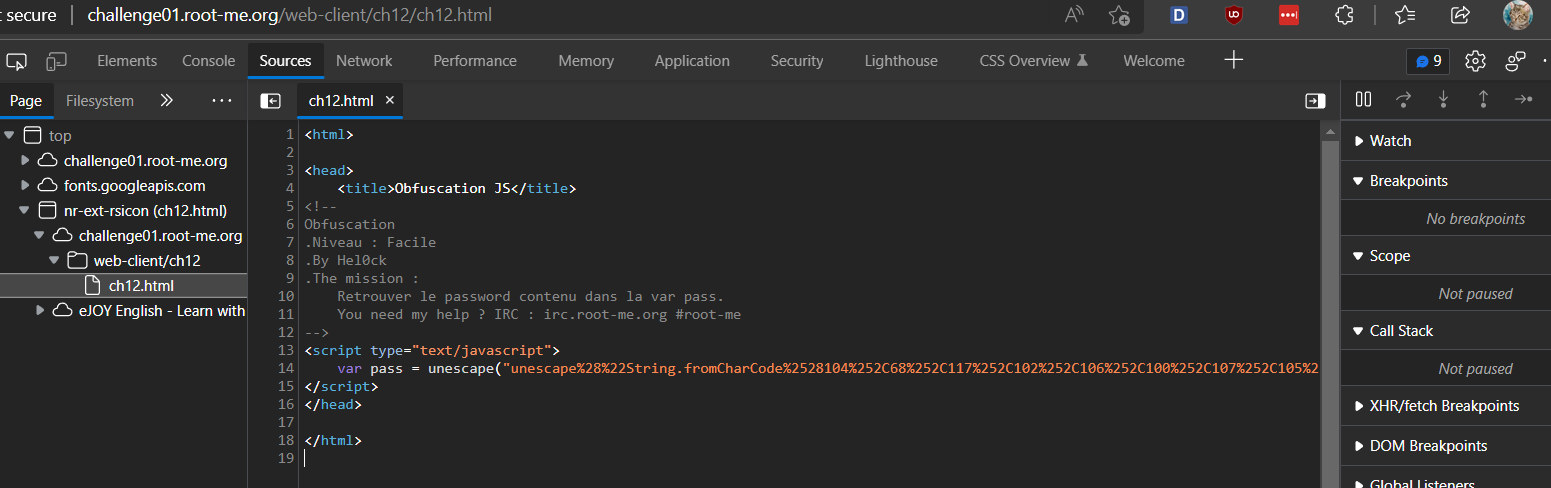 t secure | challenge01.root-me.org/web-client/ch12/ch12.html
Elements Console Sources Network Performance Memory Application Security Lighthouse CSS Overview Welcome 9
Page Filesystem ch12.html
top
challenge01.root-me.org
fonts.googleapis.com
nr-ext-rsicon (ch12.html)
challenge01.root-me.org
web-client/ch12
ch12.html
eJOY English - Learn with
1 <html>
2
3 <head>
4 <title>Obfuscation JS</title>
5 <!--
6 Obfuscation
7 .Niveau : Facile
8 .By Hel0ck
9 .The mission :
10 Retrouver le password contenu dans la var pass.
11 You need my help ? IRC : irc.root-me.org #root-me
12 -->
13 <script type="text/javascript">
14 var pass = unescape("unescape%28%22String.fromCharCode%2528104%252C68%252C117%252C102%252C106%252C100%252C107%252C105%2
15 </script>
16 </head>
17
18 </html>
19
Watch
Breakpoints
No breakpoints
Scope
Not paused
Call Stack
Not paused
XHR/fetch Breakpoints
DOM Breakpoints
Global Listeners